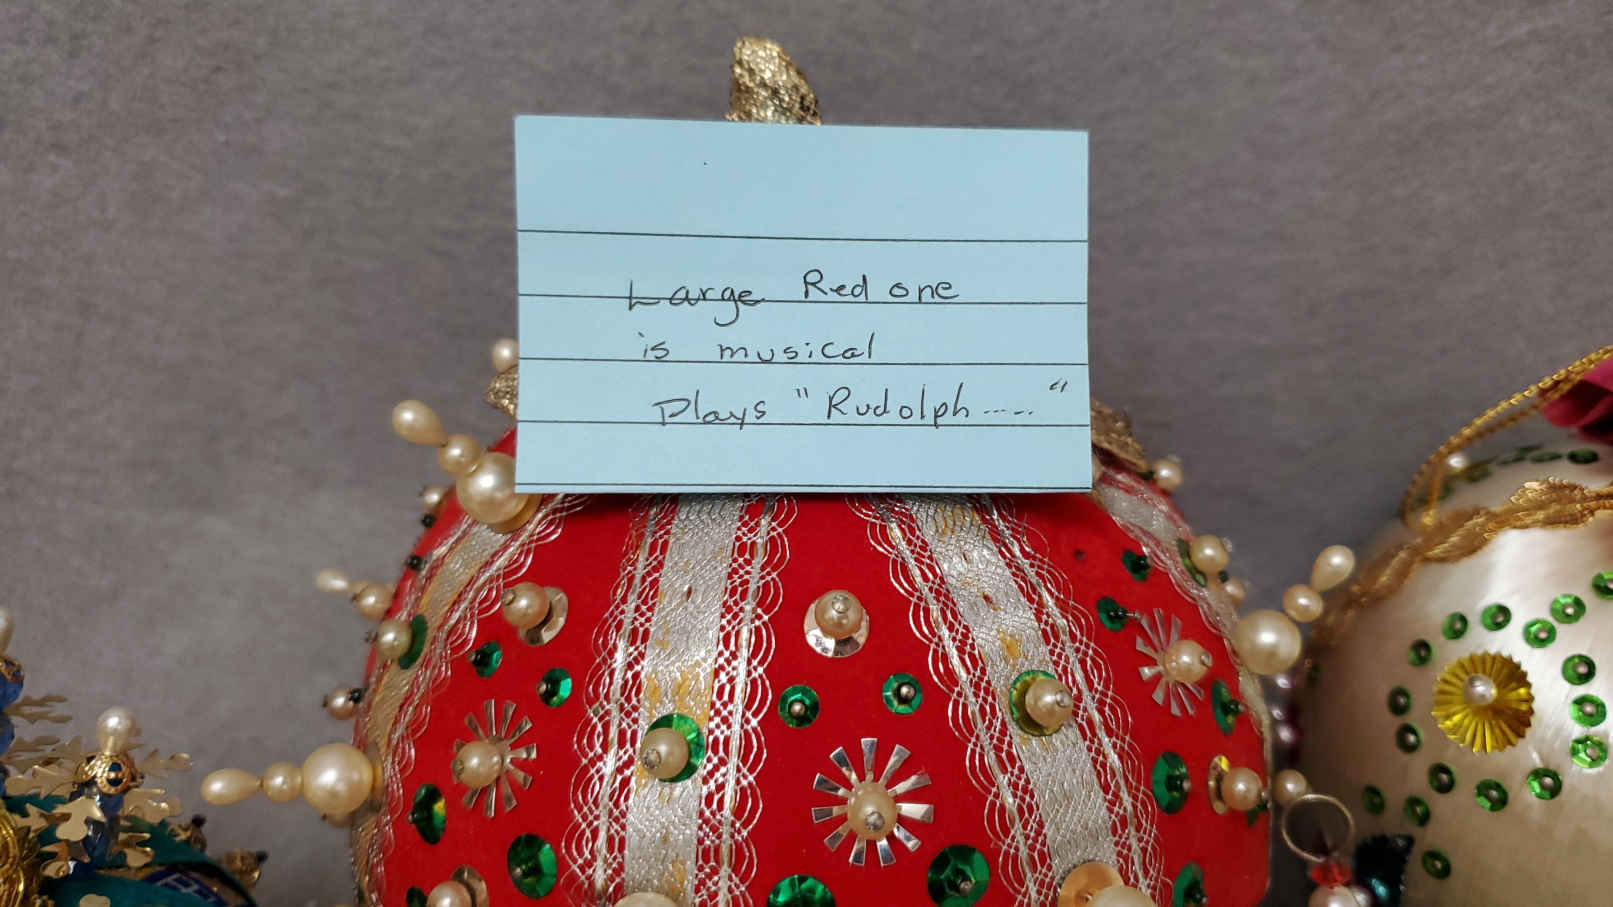 Large Red one
is musical
Plays "Rudolph....."